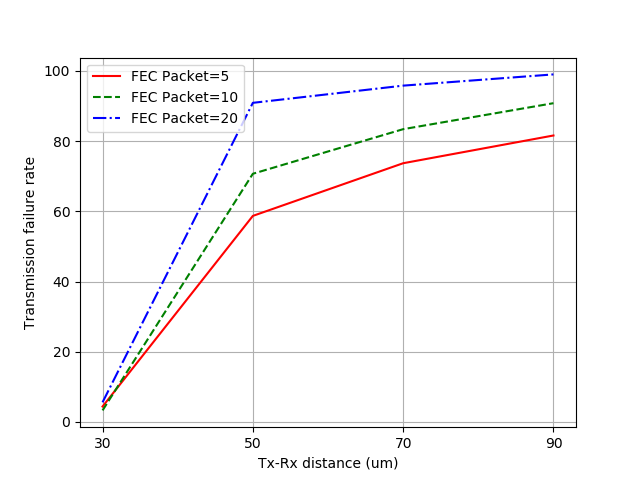 FEC Packet=5
FEC Packet=10
FEC Packet=20
Transmission failure rate
100
80
60
40
20
0
30 50 70 90
Tx-Rx distance (um)